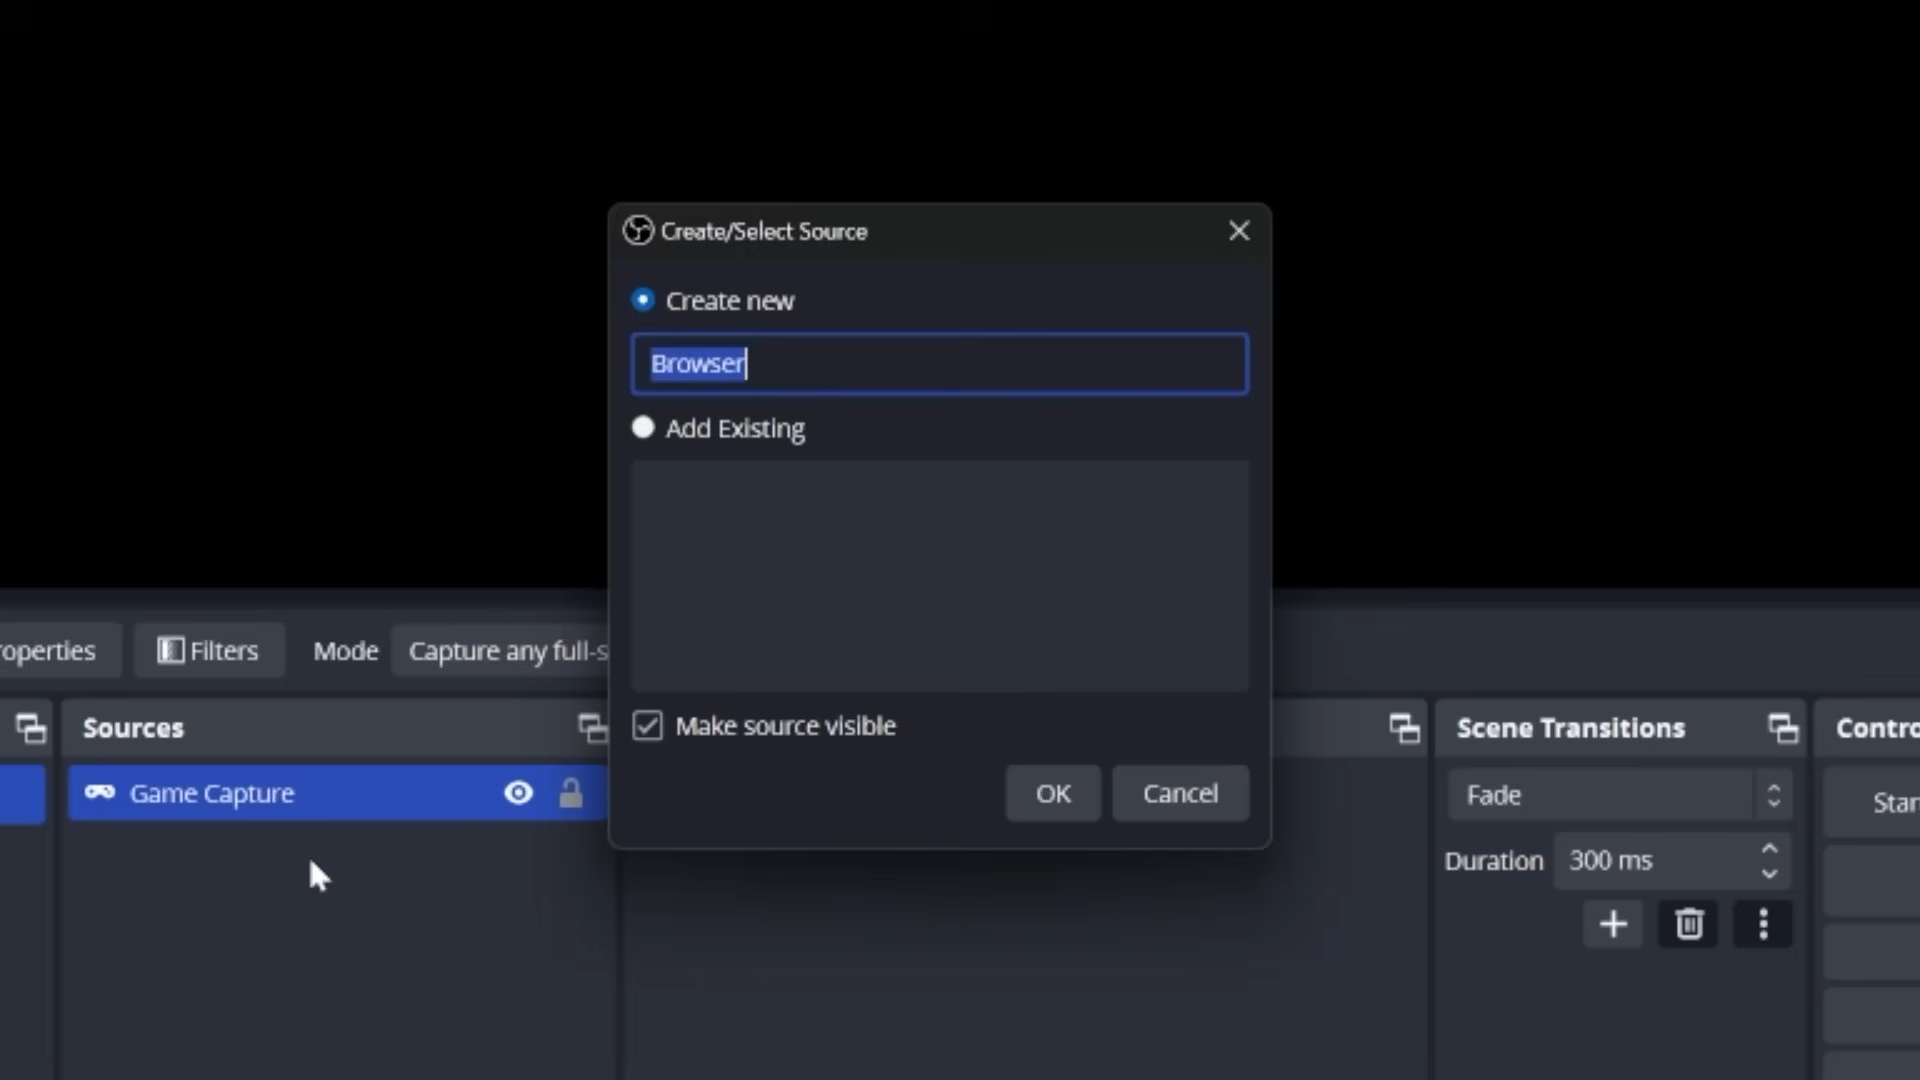 Create/Select Source
Create new
Browser
Add Existing
Make source visible
OK
Cancel
operties
Filters
Mode
Capture any full-s
Sources
Game Capture
Scene Transitions
Fade
Duration
300 ms
Contro
Star